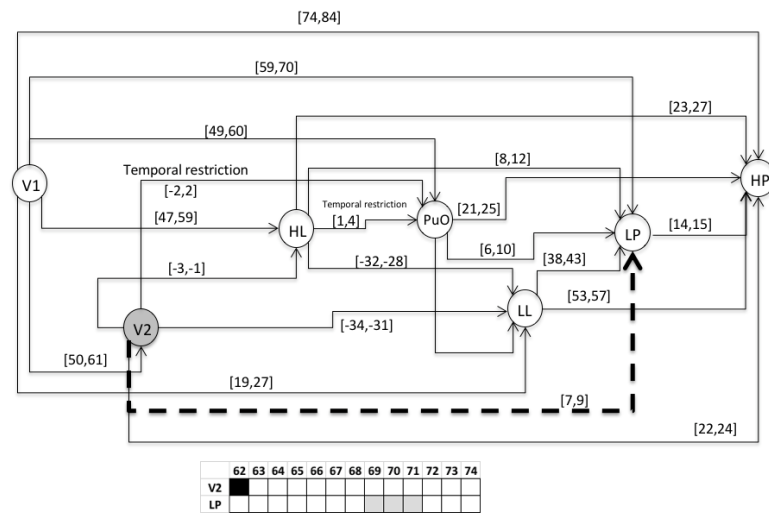 [74,84]
[59,70]
[23,27]
[49,60]
[8,12]
Temporal restriction
[-2,2]
Temporal restriction
V1
HP
[47,59]
HL
[1,4]
PuO
[21,25]
LP
[14,15]
[6,10]
[-3,-1]
[-32,-28]
[38,43]
V2
LL
[53,57]
[-34,-31]
[50,61]
[19,27]
[7,9]
[22,24]
62 63 64 65 66 67 68 69 70 71 72 73 74
V2
LP